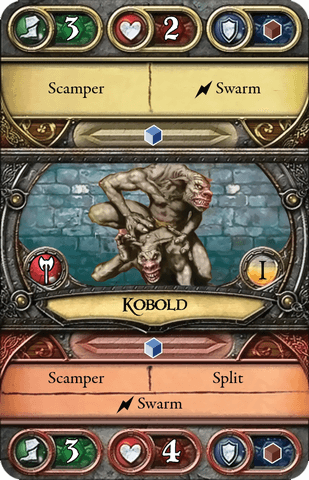 3 2
Scamper Swarm
KOBOLD
I
Scamper Split
Swarm
3 4